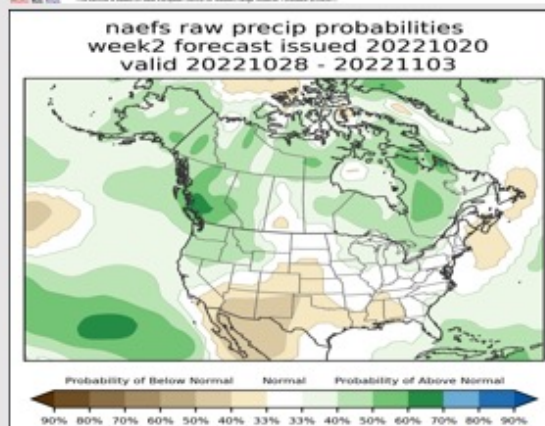 naefs raw precip probabilities
week2 forecast issued 20221020
valid 20221028 - 20221103
Probability of Below Normal Normal Probability of Above Normal
90% 80% 70% 60% 50% 40% 33% 33% 40% 50% 60% 70% 80% 90%